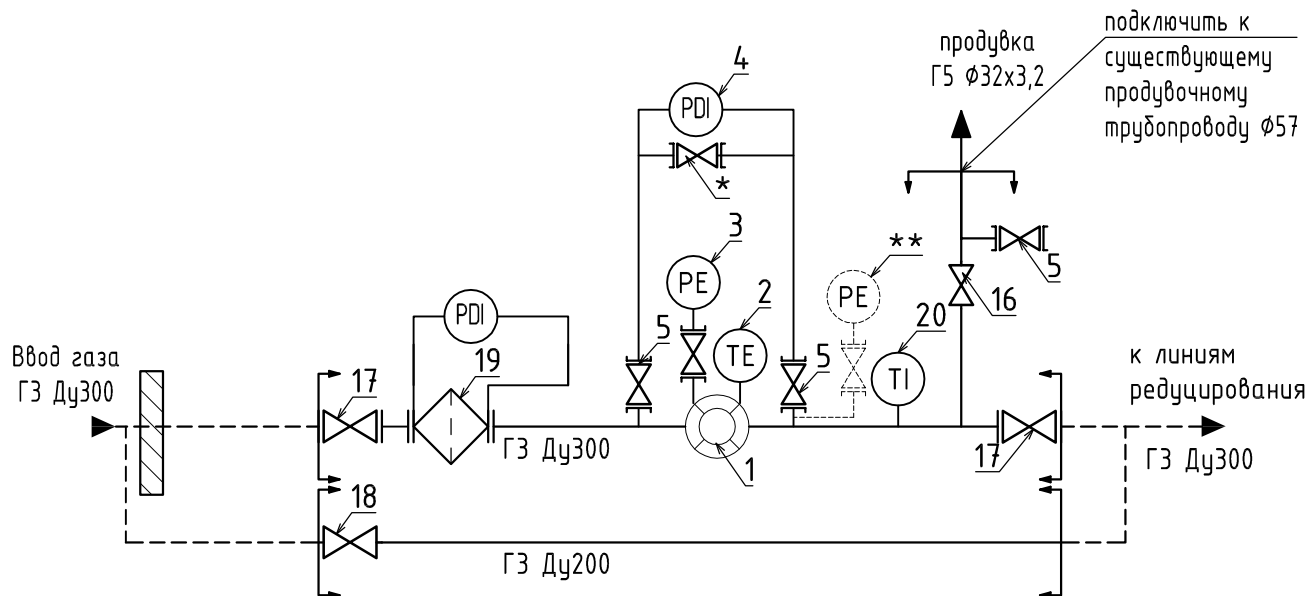 подключить к
существующему
продувочному
трубопроводу Ф57
продувка
Г5 Ф32х3,2
4
PDI
*
3
PE
**
PE
5
16
2
20
TE
TI
5
5
PDI
19
17
Ввод газа
Г3 Ду300
к линиям
редуцирования
Г3 Ду300
Г3 Ду300
1
17
18
Г3 Ду200